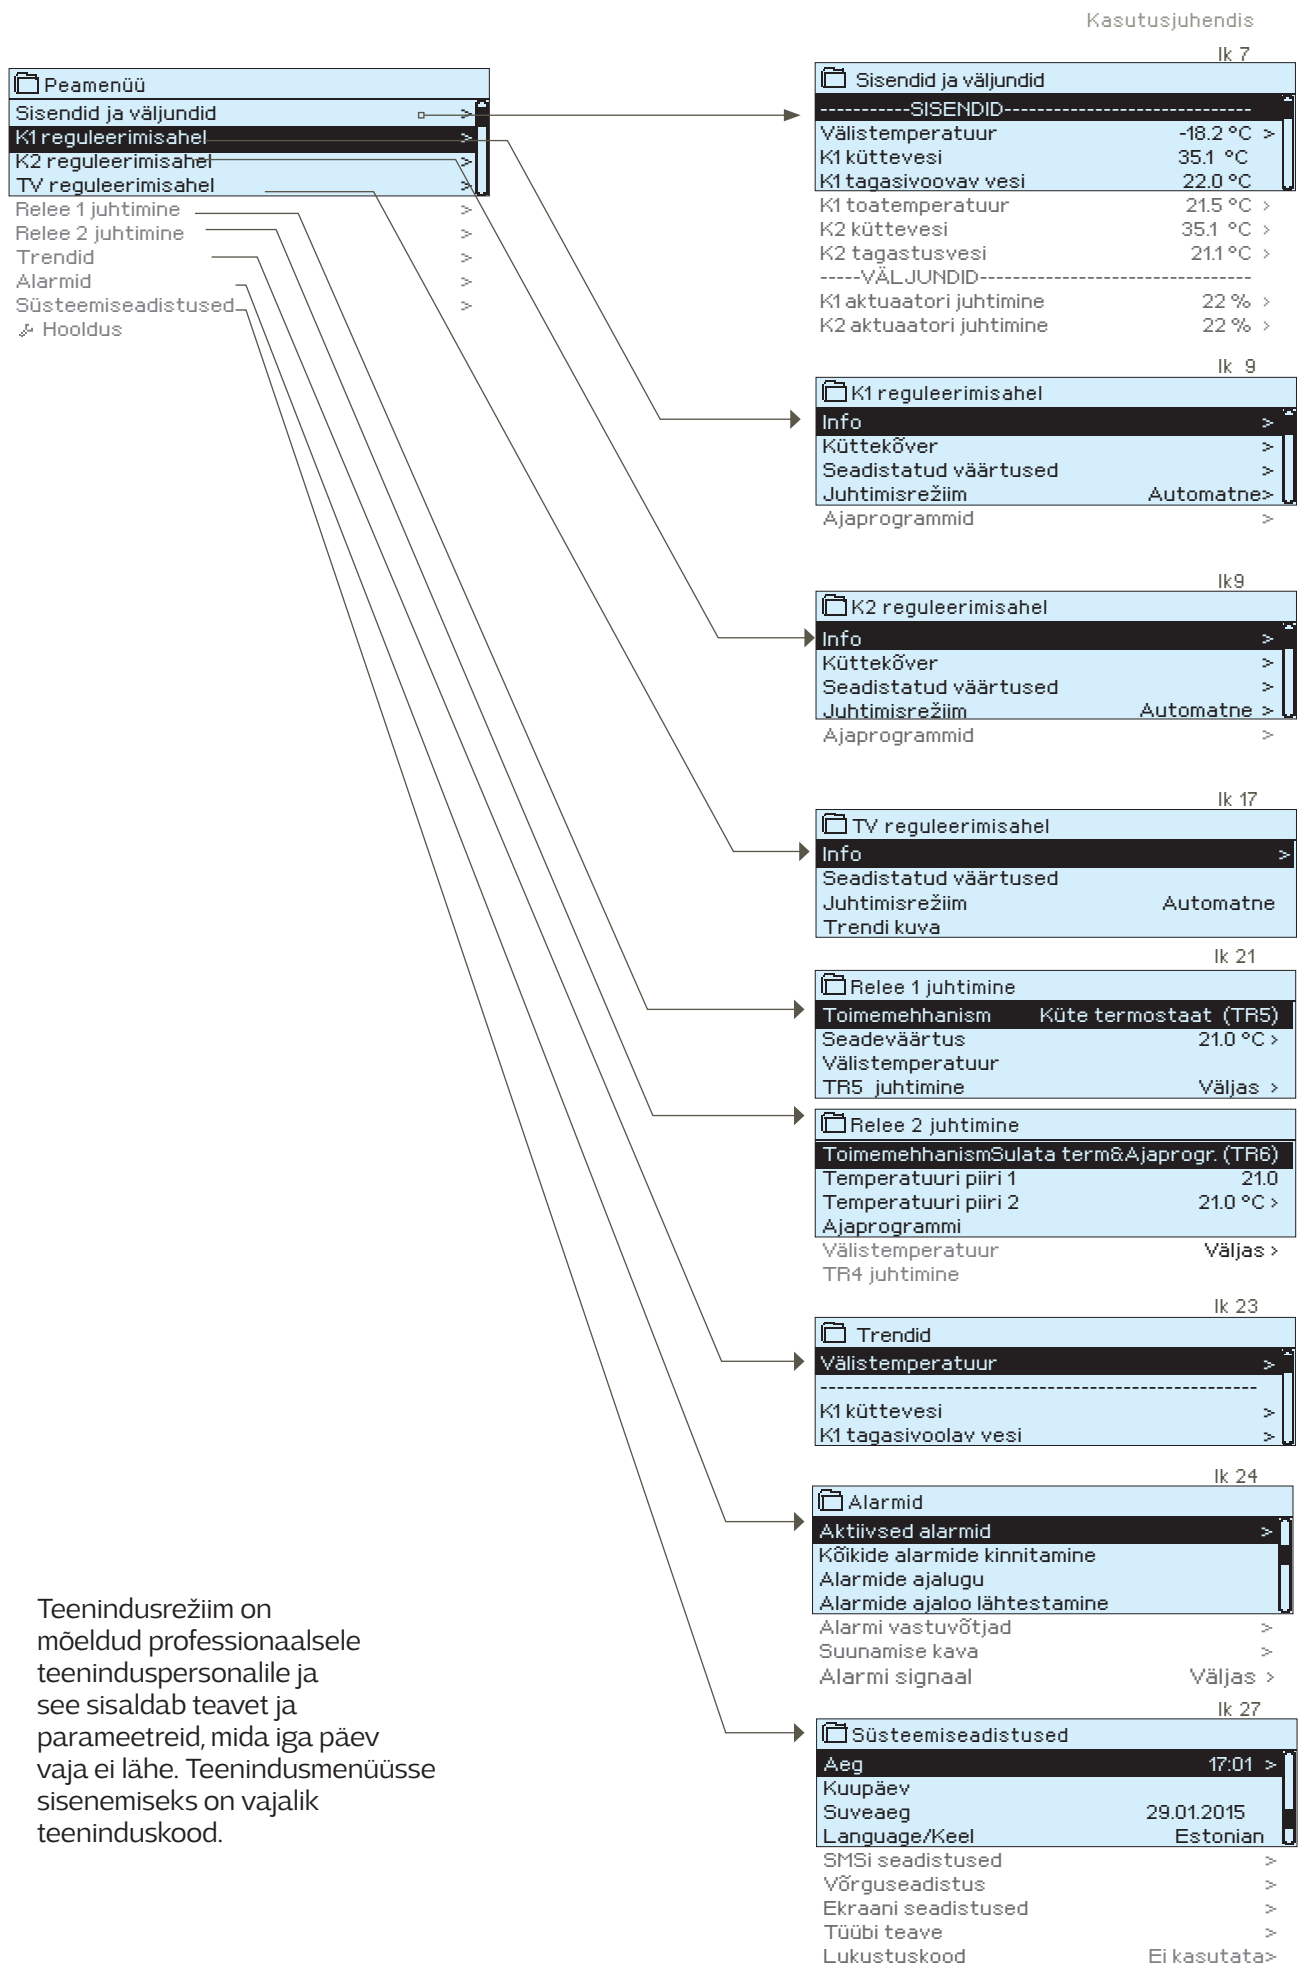 Kasutusjuhendis
Peamenüü
Sisendid ja väljundid >
K1 reguleerimisahel >
K2 reguleerimisahel >
TV reguleerimisahel >
Relee 1 juhtimine >
Relee 2 juhtimine >
Trendid >
Alarmid >
Süsteemiseadistused >
Hooldus
lk 7
Sisendid ja väljundid
-----------SISENDID------------------------------
Välistemperatuur -18.2 °C >
K1 küttevesi 35.1 °C
K1 tagasivoovav vesi 22.0 °C
K1 toatemperatuur 21.5 °C >
K2 küttevesi 35.1 °C >
K2 tagastusvesi 21.1 °C >
-----VÄLJUNDID---------------------------------
K1 aktuaatori juhtimine 22 % >
K2 aktuaatori juhtimine 22 % >
lk 9
K1 reguleerimisahel
Info >
Küttekõver >
Seadistatud väärtused >
Juhtimisrežiim Automatne>
Ajaprogrammid >
lk9
K2 reguleerimisahel
Info >
Küttekõver >
Seadistatud väärtused >
Juhtimisrežiim Automatne >
Ajaprogrammid >
lk 17
TV reguleerimisahel
Info >
Seadistatud väärtused
Juhtimisrežiim Automatne
Trendi kuva
lk 21
Relee 1 juhtimine
Toimemehhanism Küte termostaat (TR5)
Seadeväärtus 21.0 °C >
Välistemperatuur
TR5 juhtimine Väljas >
Relee 2 juhtimine
ToimemehhanismSulata term&Ajaprogr. (TR6)
Temperatuuri piiri 1 21.0
Temperatuuri piiri 2 21.0 °C >
Ajaprogrammi
Välistemperatuur Väljas >
TR4 juhtimine
lk 23
Trendid
Välistemperatuur >
-----------------------------------------------------
K1 küttevesi >
K1 tagasivoolav vesi >
lk 24
Alarmid
Aktiivsed alarmid >
Kõikide alarmide kinnitamine
Alarmide ajalugu
Alarmide ajaloo lähtestamine
Alarmi vastuvõtjad >
Suunamise kava >
Alarmi signaal Väljas >
lk 27
Süsteemiseadistused
Aeg 17:01 >
Kuupäev
Suveaeg 29.01.2015
Language/Keel Estonian
SMSi seadistused >
Võrguseadistus >
Ekraani seadistused >
Tüübi teave >
Lukustuskood Ei kasutata>
Teenindusrežiim on
mõeldud professionaalsele
teeninduspersonalile ja
see sisaldab teavet ja
parameetreid, mida iga päev
vaja ei lähe. Teenindusmenüüsse
sisenemiseks on vajalik
teeninduskood.